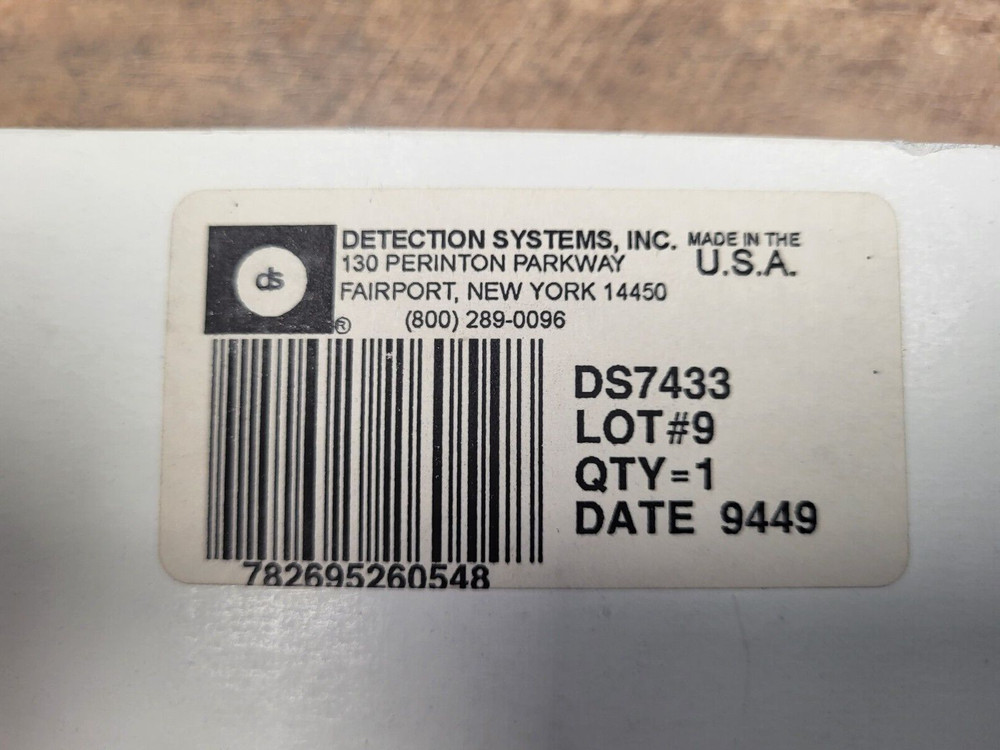 ds
DETECTION SYSTEMS, INC. MADE IN THE
130 PERINTON PARKWAY U.S.A.
FAIRPORT, NEW YORK 14450
® (800) 289-0096
DS7433
LOT#9
QTY=1
DATE 9449
782695260548